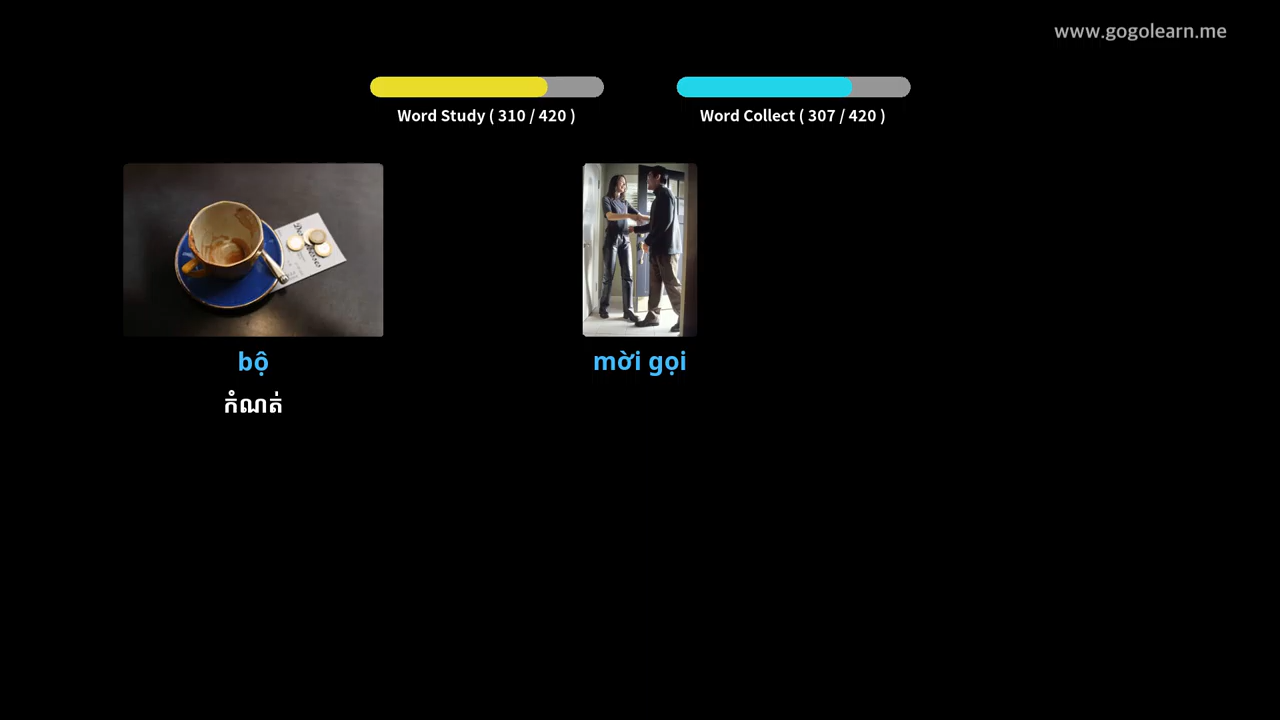 www.gogolearn.me
Word Study ( 310 / 420 )
Word Collect ( 307 / 420 )
bộ
កំណត់
mời gọi